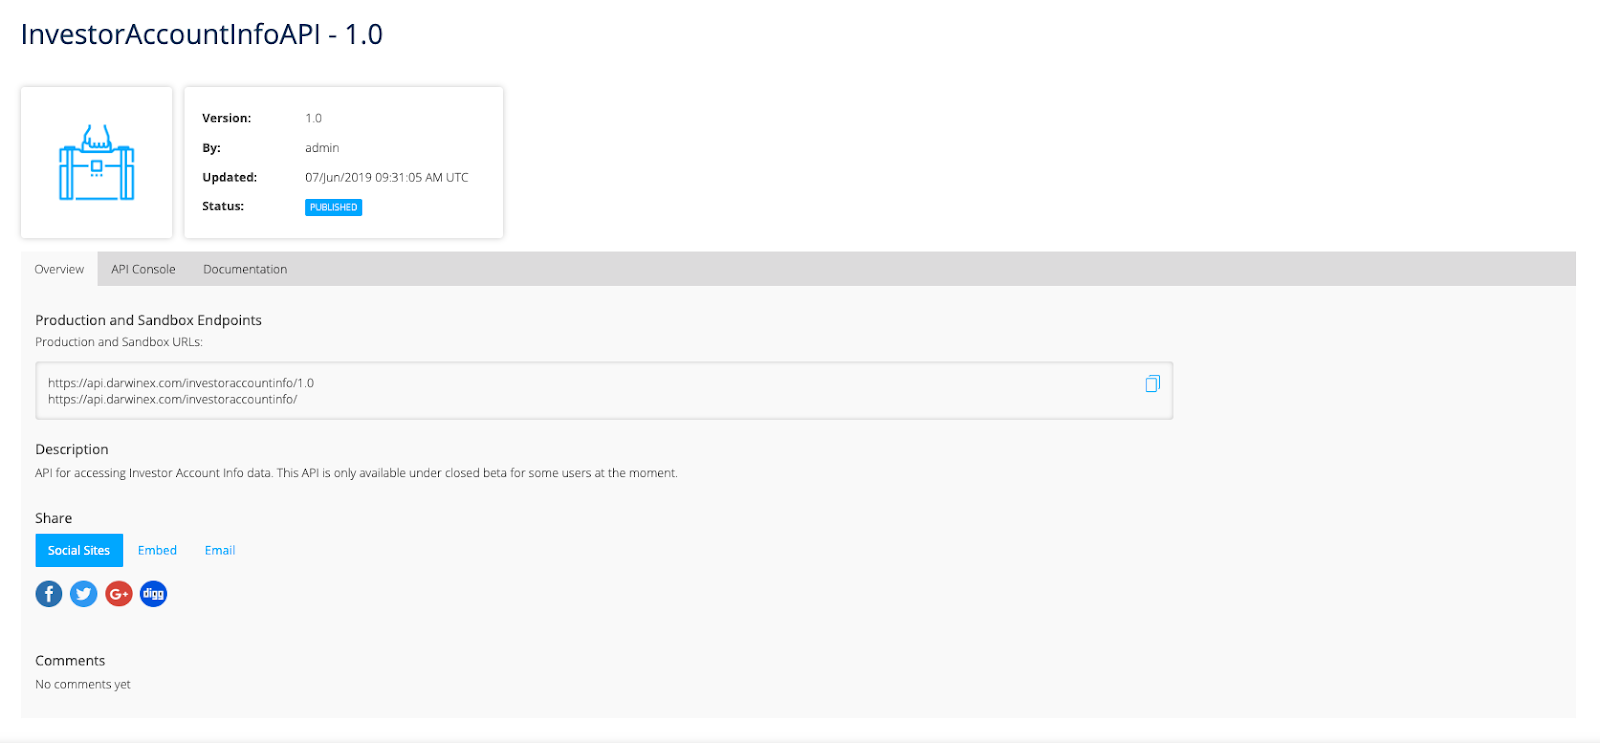 InvestorAccountInfoAPI - 1.0
Version: 1.0
By: admin
Updated: 07/Jun/2019 09:31:05 AM UTC
Status: PUBLISHED
Overview API Console Documentation
Production and Sandbox Endpoints
Production and Sandbox URLs:
https://api.darwinex.com/investoraccountinfo/1.0
https://api.darwinex.com/investoraccountinfo/
Description
API for accessing Investor Account Info data. This API is only available under closed beta for some users at the moment.
Share
Social Sites Embed Email
f G+ digg
Comments
No comments yet